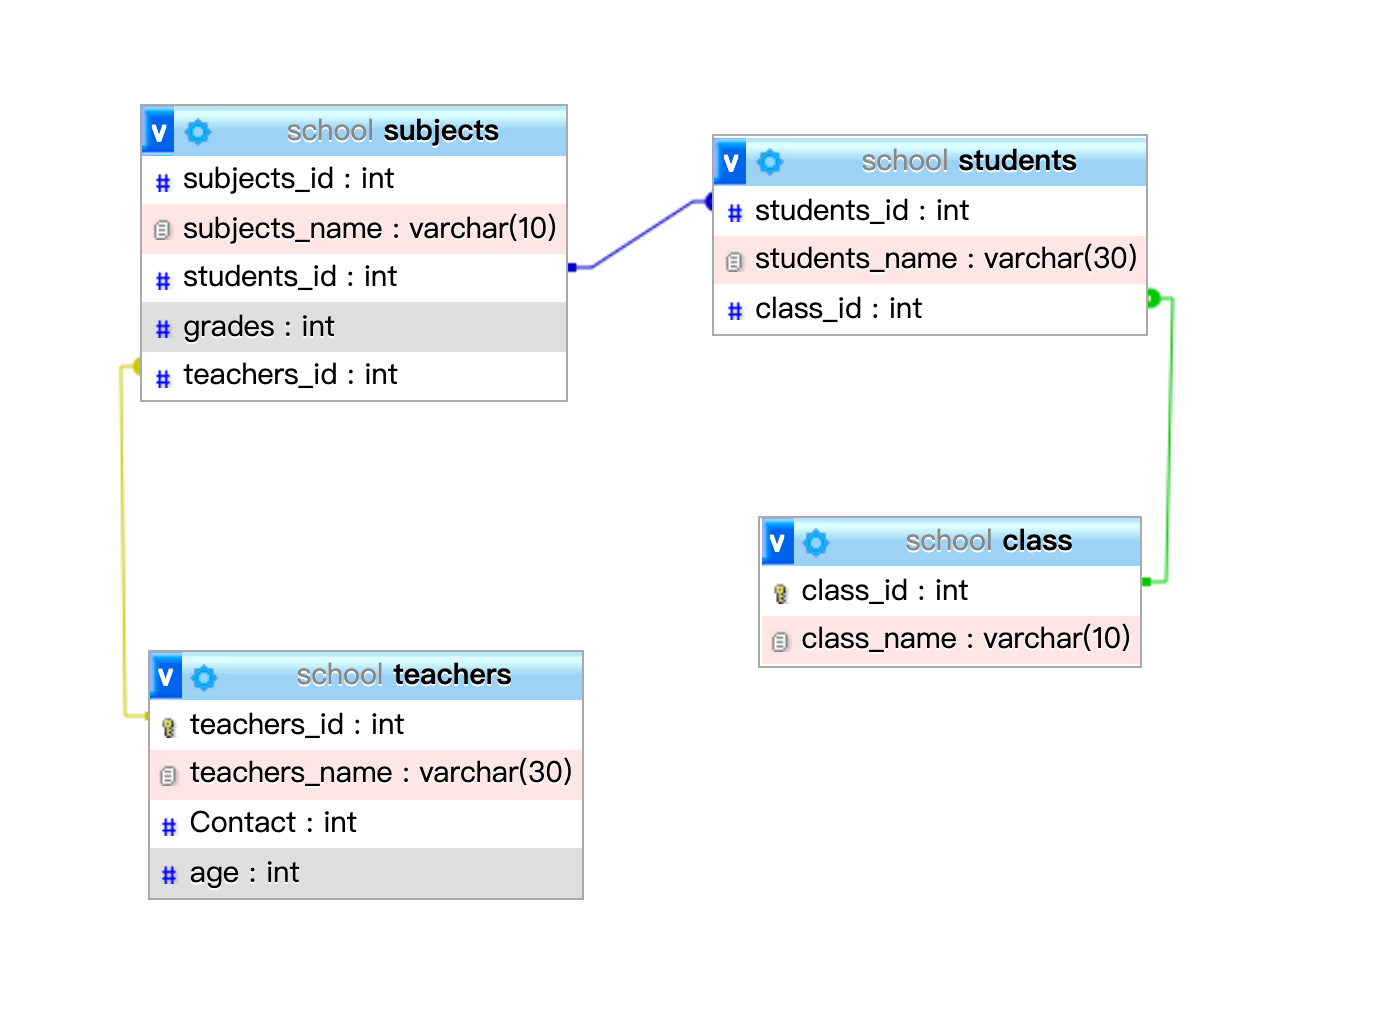 v school subjects
# subjects_id : int
subjects_name : varchar(10)
# students_id : int
# grades : int
# teachers_id : int
v school students
# students_id : int
students_name : varchar(30)
# class_id : int
v school class
class_id : int
class_name : varchar(10)
v school teachers
teachers_id : int
teachers_name : varchar(30)
# Contact : int
# age : int